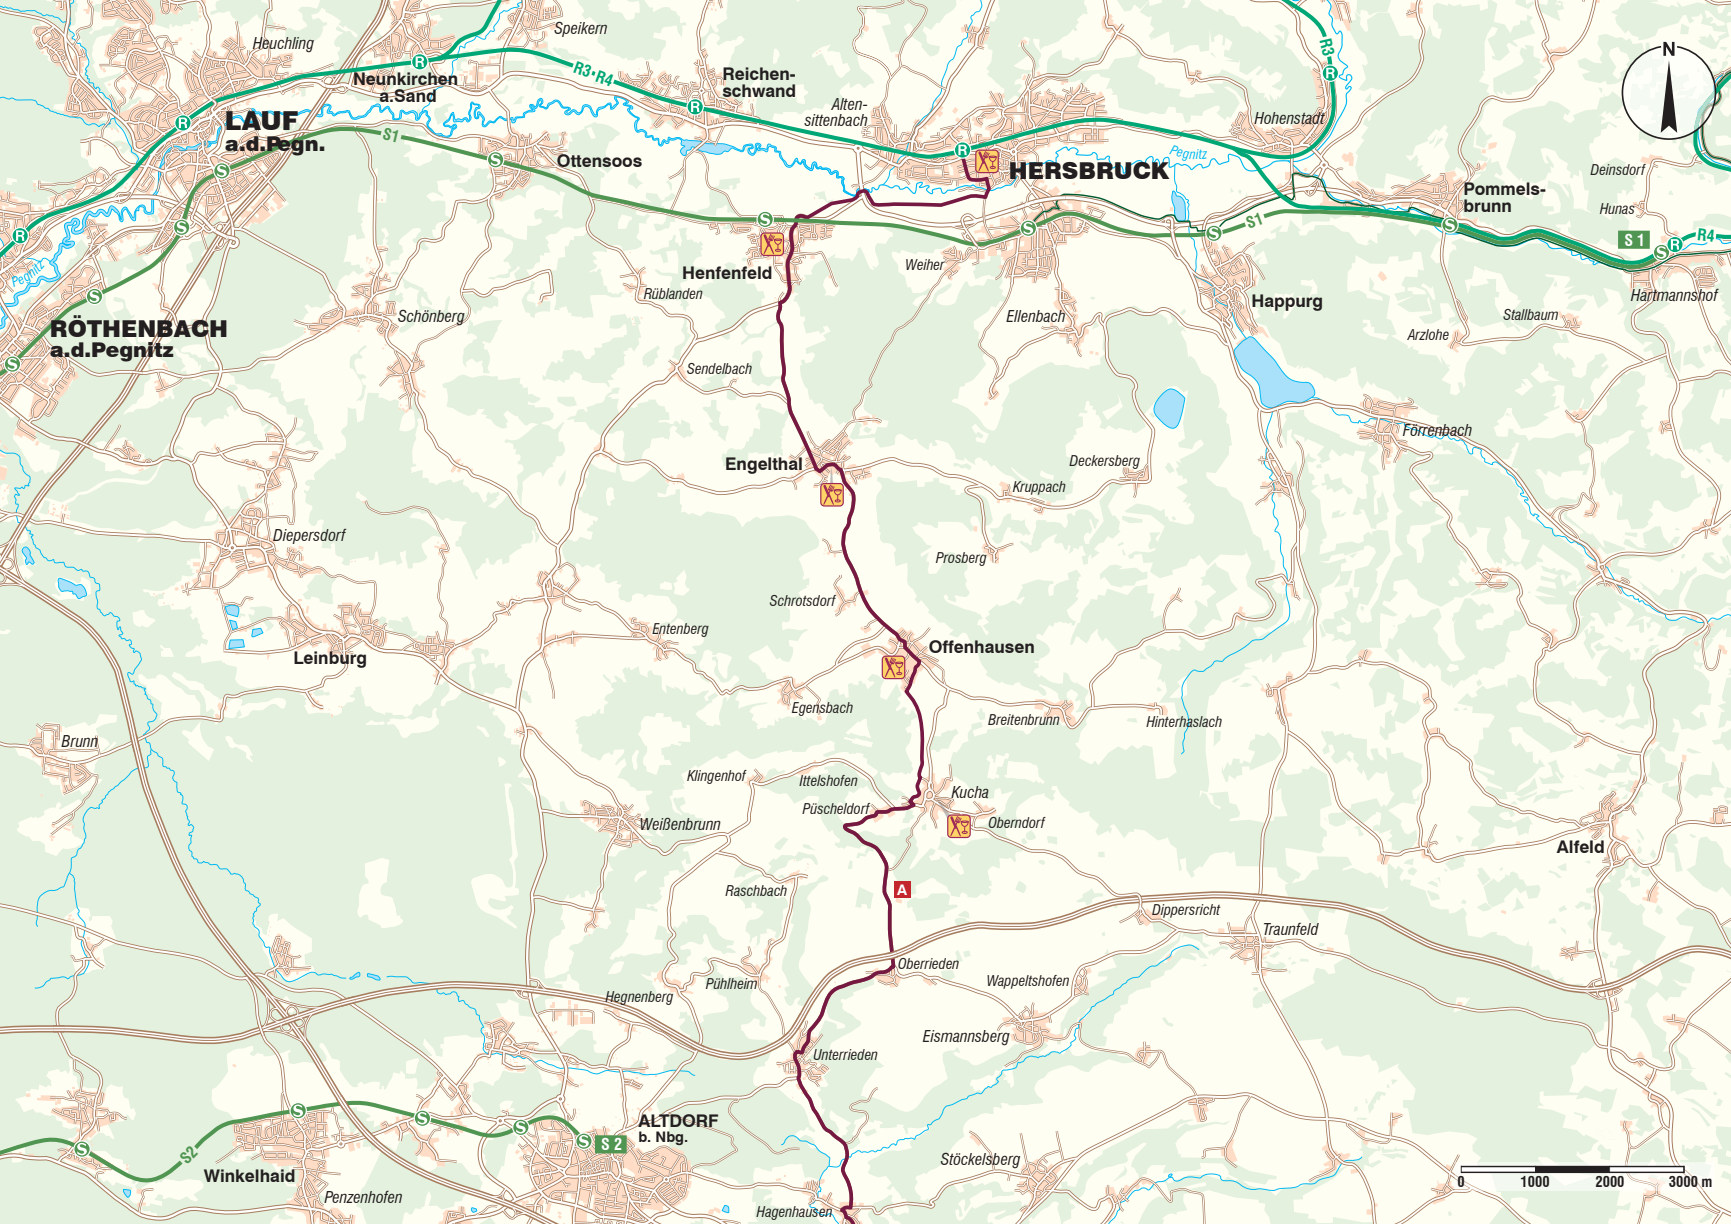 Speikern
Heuchling
R3
N
Neunkirchen
a.Sand
R
R3·R4
Reichen-
schwand
R
R
Alten-
sittenbach
Hohenstadt
LAUF
a.d.Pegn.
R
S1
Ottensoos
S
S
R
HERSBRUCK
Pegnitz
Deinsdorf
Pommels-
brunn
Hunas
S
R
S
S
S
S1
S
S 1
S
R
R4
Pegnitz
Henfenfeld
Weiher
Rüblanden
S
Happurg
Hartmannshof
Schönberg
Ellenbach
Stallbaum
Arzlohe
RÖTHENBACH
a.d.Pegnitz
S
Sendelbach
Förrenbach
Engelthal
Deckersberg
Kruppach
Diepersdorf
Prosberg
Schrotsdorf
Entenberg
Offenhausen
Leinburg
Egensbach
Breitenbrunn
Hinterhaslach
Brunn
Klingenhof
Ittelshofen
Kucha
Püscheldorf
Oberndorf
Weißenbrunn
Alfeld
Raschbach
A
Dippersricht
Traunfeld
Oberrieden
Pühlheim
Wappeltshofen
Hegnenberg
Eismannsberg
Unterrieden
S
S
S
S
S
S 2
ALTDORF
b. Nbg.
S2
Stöckelsberg
Winkelhaid
Penzenhofen
Hagenhausen
0
1000
2000
3000 m